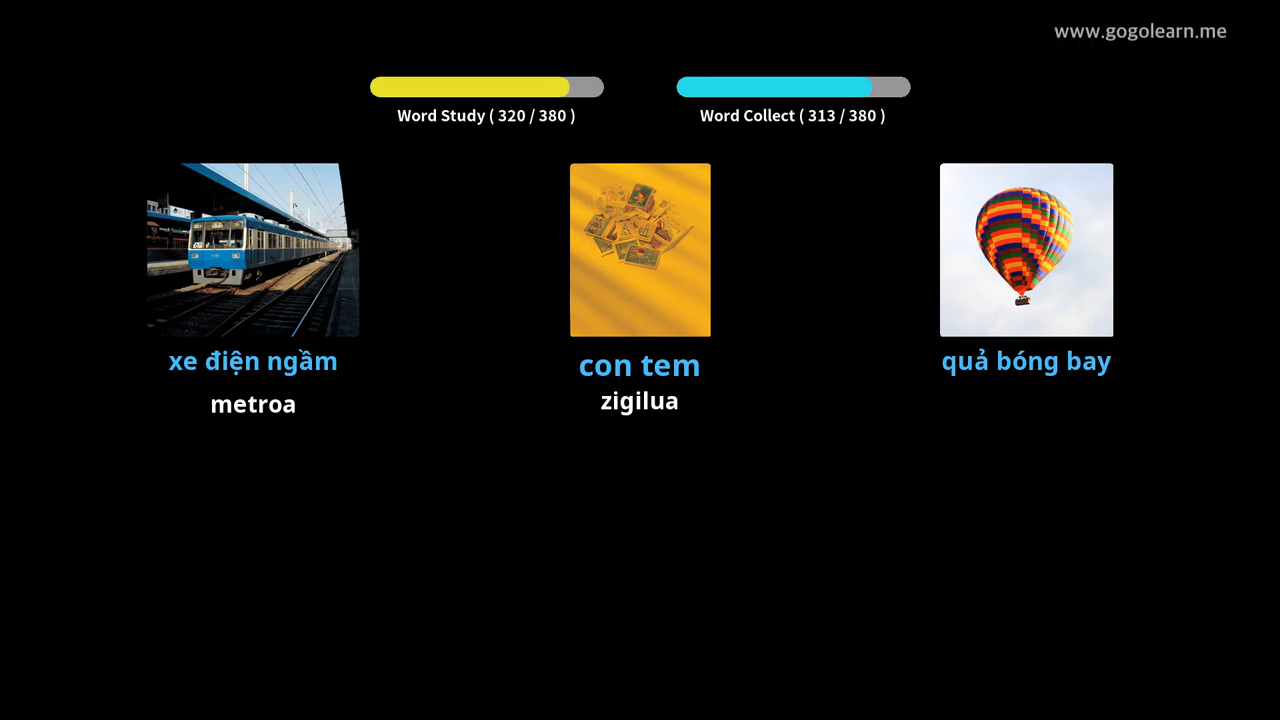 www.gogolearn.me
Word Study ( 320 / 380 )
Word Collect ( 313 / 380 )
xe điện ngầm
con tem
quả bóng bay
metroa
zigilua